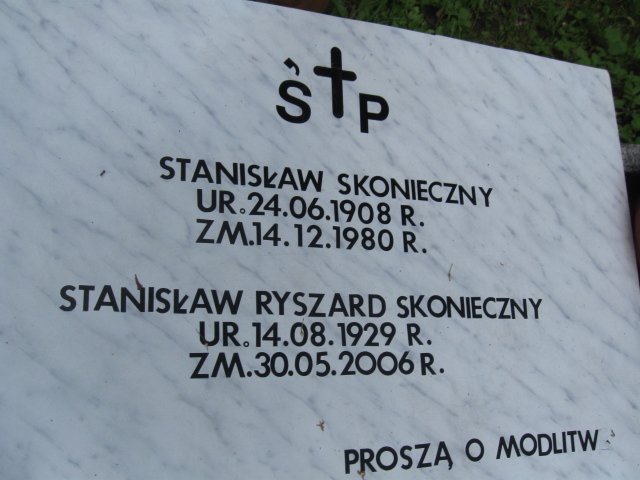 Ś P
STANISŁAW SKONIECZNY
UR. 24.06.1908 R.
ZM. 14.12.1980 R.
STANISŁAW RYSZARD SKONIECZNY
UR. 14.08.1929 R.
ZM. 30.05.2006 R.
PROSZĄ O MODLITW